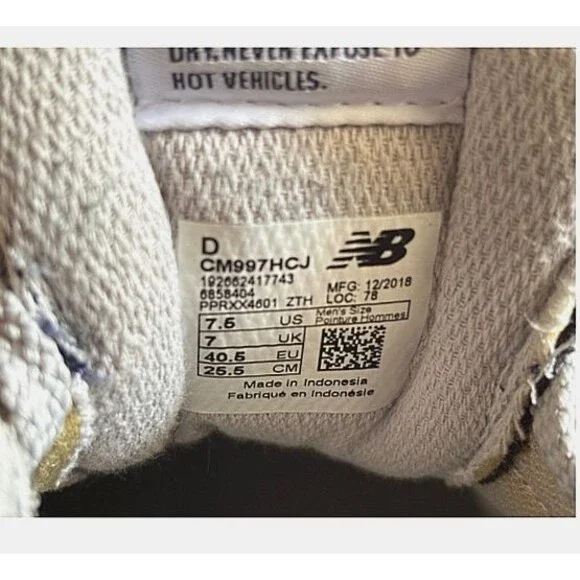 DRY. NEVER EXPOSE TO
HOT VEHICLES.
D
NB
CM997HCJ
192662417743
MFG: 12/2018
6858404
LOC: 78
PPRXX4601 ZTH
7.5 US
Men's Size
Pointure Hommes
7 UK
40.5 EU
25.5 CM
Made in Indonesia
Fabriqué en Indonésie